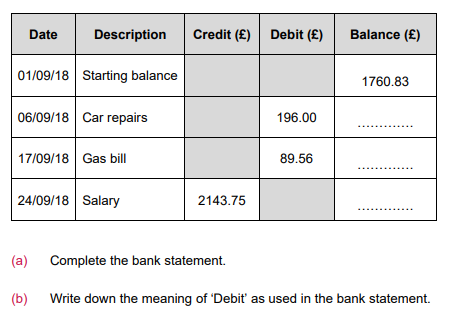 Date Description Credit (£) Debit (£) Balance (£)
01/09/18 Starting balance 1760.83
06/09/18 Car repairs 196.00 .............
17/09/18 Gas bill 89.56 .............
24/09/18 Salary 2143.75 .............
(a) Complete the bank statement.
(b) Write down the meaning of ‘Debit’ as used in the bank statement.